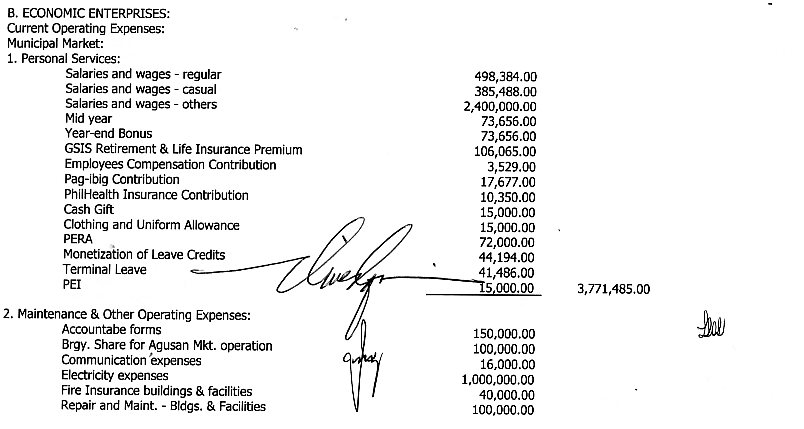 B. ECONOMIC ENTERPRISES:
Current Operating Expenses:
Municipal Market:
1. Personal Services:
Salaries and wages - regular 498,384.00
Salaries and wages - casual 385,488.00
Salaries and wages - others 2,400,000.00
Mid year 73,656.00
Year-end Bonus 73,656.00
GSIS Retirement & Life Insurance Premium 106,065.00
Employees Compensation Contribution 3,529.00
Pag-ibig Contribution 17,677.00
PhilHealth Insurance Contribution 10,350.00
Cash Gift 15,000.00
Clothing and Uniform Allowance 15,000.00
PERA 72,000.00
Monetization of Leave Credits 44,194.00
Terminal Leave 41,486.00
PEI 15,000.00 3,771,485.00
2. Maintenance & Other Operating Expenses:
Accountabe forms 150,000.00
Brgy. Share for Agusan Mkt. operation 100,000.00
Communication expenses 16,000.00
Electricity expenses 1,000,000.00
Fire Insurance buildings & facilities 40,000.00
Repair and Maint. - Bldgs. & Facilities 100,000.00